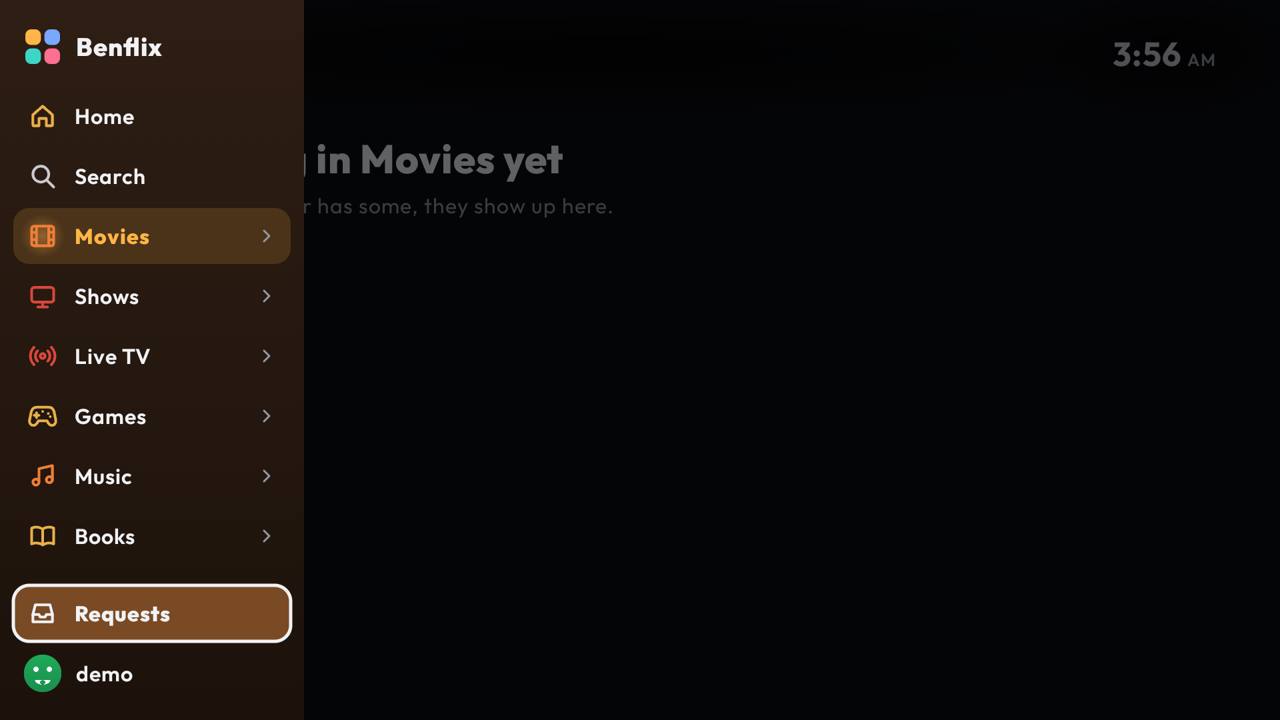 Benflix
3:56 AM
Home
Search
Movies
Shows
Live TV
Games
Music
Books
Requests
demo
in Movies yet
has some, they show up here.